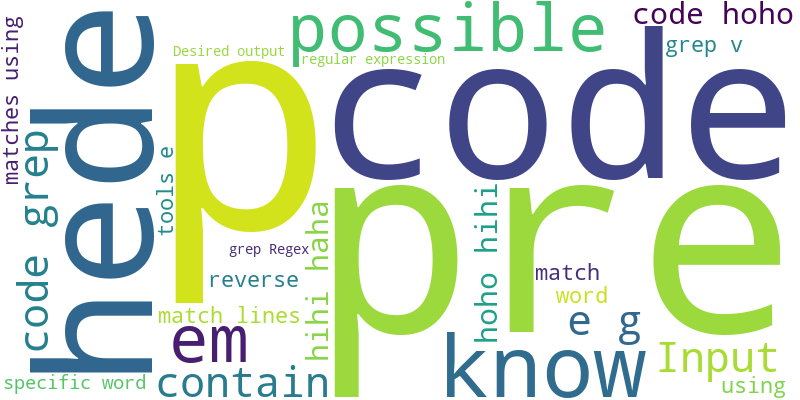 matches using
hede
code grep
tools e
Desired output
p
possible
regular expression
code
code hoho
grep v
pre
hihi haha
hoho hihi
grep Regex
reverse
match lines
em
contain
specific word
match
word
e g
know
Input
using